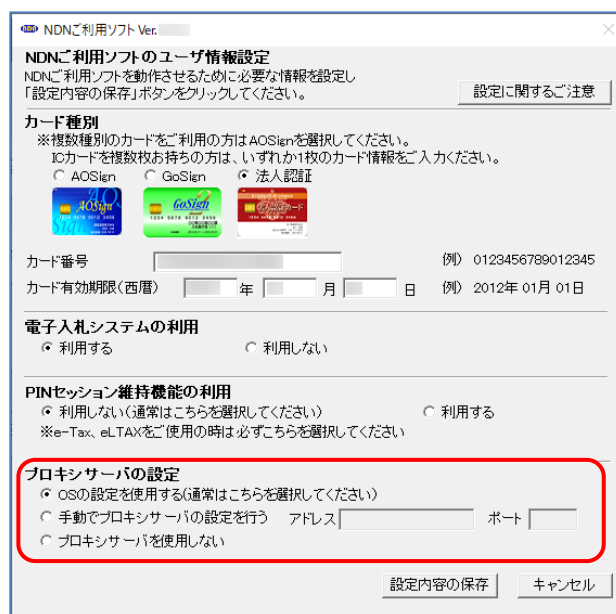 NDNご利用ソフト Ver.
NDNご利用ソフトのユーザ情報設定
NDNご利用ソフトを動作させるために必要な情報を設定し
「設定内容の保存」ボタンをクリックしてください。
設定に関するご注意
カード種別
※複数種別のカードをご利用の方はAOSignを選択してください。
ICカードを複数枚お持ちの方は、いずれか1枚のカード情報をご入力ください。
AOSign GoSign 法人認証
AOSign GoSign
カード番号 例) 0123456789012345
カード有効期限(西暦) 年 月 日 例) 2012年 01月 01日
電子入札システムの利用
利用する 利用しない
PINセッション維持機能の利用
利用しない(通常はこちらを選択してください) 利用する
※e-Tax、eLTAXをご使用の時は必ずこちらを選択してください
プロキシサーバの設定
OSの設定を使用する(通常はこちらを選択してください)
手動でプロキシサーバの設定を行う アドレス ポート
プロキシサーバを使用しない
設定内容の保存 キャンセル